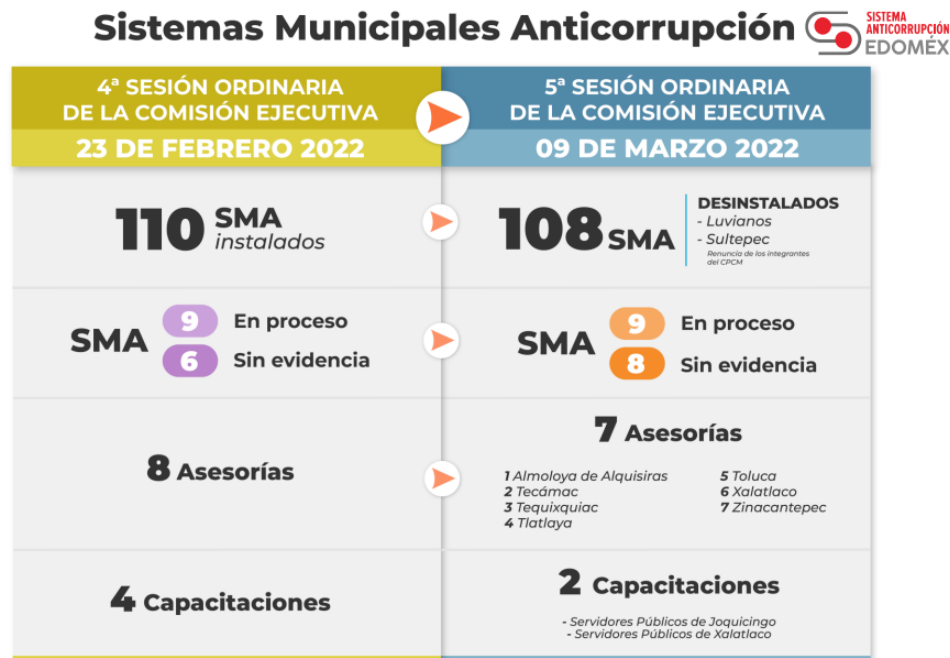 Sistemas Municipales Anticorrupción
SISTEMA
ANTICORRUPCIÓN
EDOMÉX
4ª SESIÓN ORDINARIA
DE LA COMISIÓN EJECUTIVA
23 DE FEBRERO 2022
5ª SESIÓN ORDINARIA
DE LA COMISIÓN EJECUTIVA
09 DE MARZO 2022
110 SMA
instalados
108 SMA
DESINSTALADOS
- Luvianos
- Sultepec
Renuncia de los integrantes
del CPCM
SMA
9 En proceso
6 Sin evidencia
SMA
9 En proceso
8 Sin evidencia
8 Asesorías
7 Asesorías
1 Almoloya de Alquisiras
2 Tecámac
3 Tequixquiac
4 Tlatlaya
5 Toluca
6 Xalatlaco
7 Zinacantepec
4 Capacitaciones
2 Capacitaciones
- Servidores Públicos de Joquicingo
- Servidores Públicos de Xalatlaco